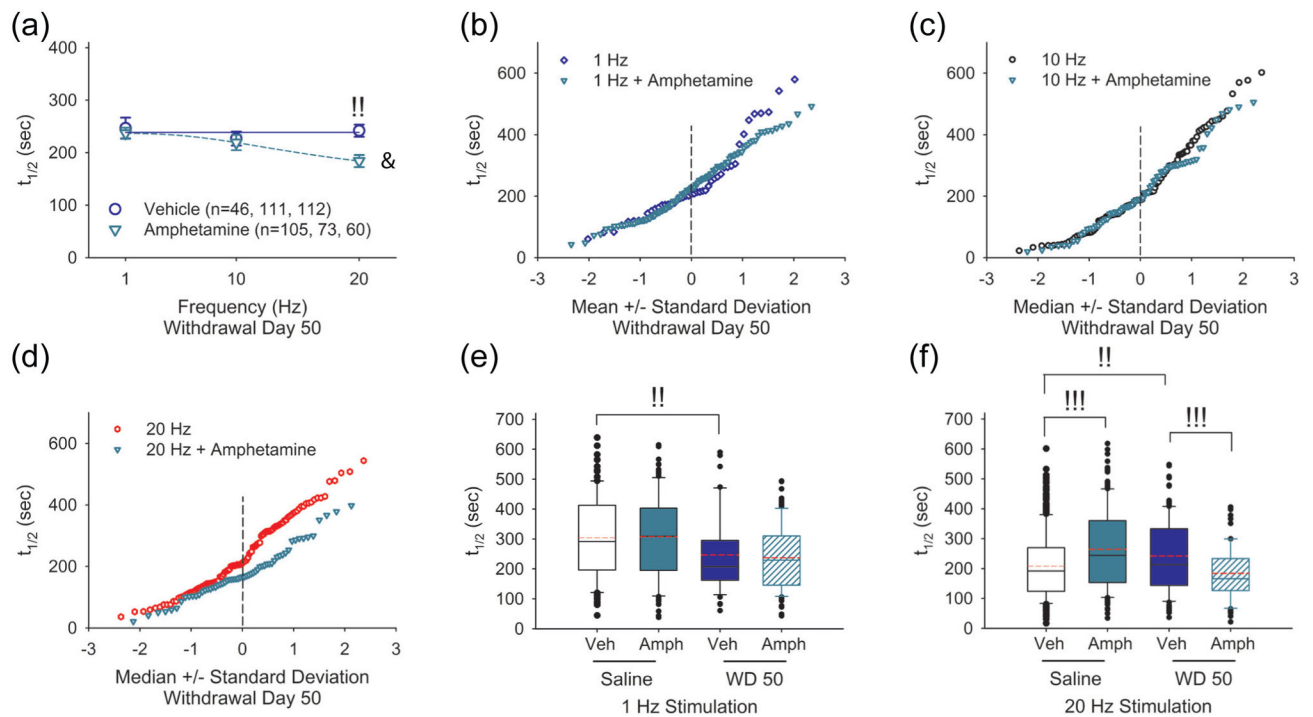 (a)
400
300
200
100
0
t1/2 (sec)
!!
&
Vehicle (n=46, 111, 112)
Amphetamine (n=105, 73, 60)
1 10 20
Frequency (Hz)
Withdrawal Day 50
(b)
1 Hz
1 Hz + Amphetamine
600
400
200
0
t1/2 (sec)
-3 -2 -1 0 1 2 3
Mean +/- Standard Deviation
Withdrawal Day 50
(c)
10 Hz
10 Hz + Amphetamine
600
400
200
0
t1/2 (sec)
-3 -2 -1 0 1 2 3
Median +/- Standard Deviation
Withdrawal Day 50
(d)
20 Hz
20 Hz + Amphetamine
600
400
200
0
t1/2 (sec)
-3 -2 -1 0 1 2 3
Median +/- Standard Deviation
Withdrawal Day 50
(e)
!!
700
600
500
400
300
200
100
0
t1/2 (sec)
Veh Amph Veh Amph
Saline WD 50
1 Hz Stimulation
(f)
!!
!!!
!!!
700
600
500
400
300
200
100
0
t1/2 (sec)
Veh Amph Veh Amph
Saline WD 50
20 Hz Stimulation